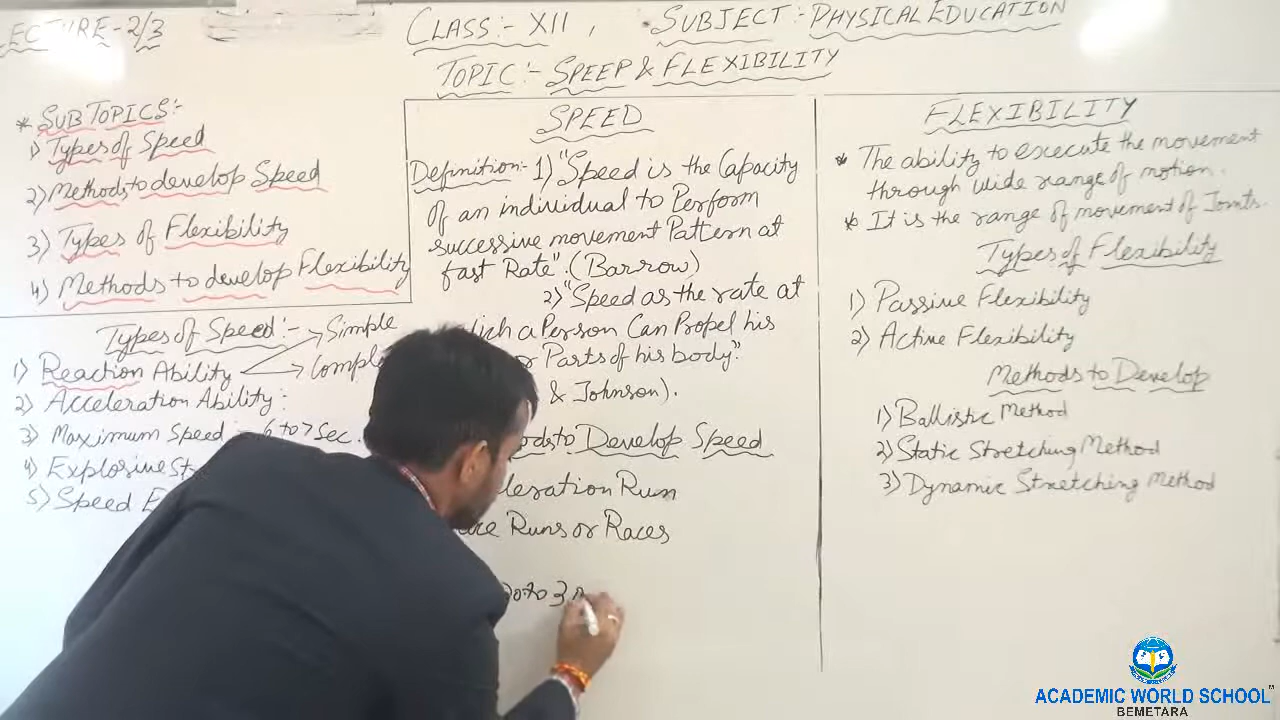 LECTURE-2/3
CLASS:- XII, SUBJECT:-PHYSICAL EDUCATION
TOPIC:- SPEEP & FLEXIBILITY
* SUB TOPICS:-
1) Types of Speed
2) Methods to develop Speed
3) Types of Flexibility
4) Methods to develop Flexibility
Types of Speed:-
1) Reaction Ability
Simple
2) Acceleration Ability:-
3) Maximum Speed 6 to 7 Sec.
4) Explosive
5) Speed
SPEED
Definition:- 1) "Speed is the Capacity
of an individual to Perform
successive movement Pattern at
fast Rate". (Barrow)
2) "Speed as the rate at
a Person Can Propel his
Parts of his body."
& Johnson).
to Develop Speed
Run
Runs or Races
to 3
FLEXIBILITY
* The ability to execute the movement
through wide range of motion.
* It is the range of movement of Joints.
Types of Flexibility
1) Passive Flexibility
2) Active Flexibility
Methods to Develop
1) Ballistic Method
2) Static Stretching Method
3) Dynamic Stretching Method
ACADEMIC WORLD SCHOOL™
BEMETARA